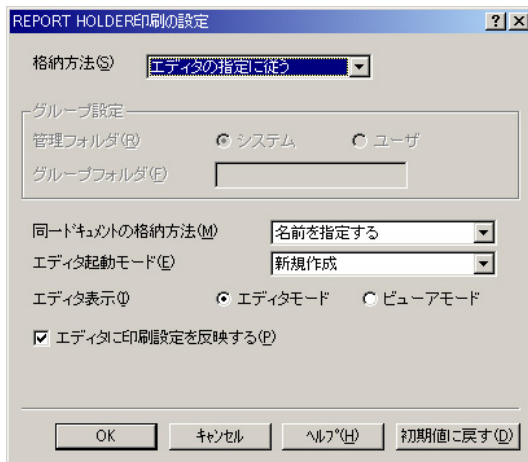 REPORT HOLDER印刷の設定
格納方法(S) エディタの指定に従う
グループ設定
管理フォルダ(R) システム ユーザ
グループフォルダ(F)
同一ドキュメントの格納方法(M) 名前を指定する
エディタ起動モード(E) 新規作成
エディタ表示(I) エディタモード ビューアモード
エディタに印刷設定を反映する(P)
OK キャンセル ヘルプ(H) 初期値に戻す(D)